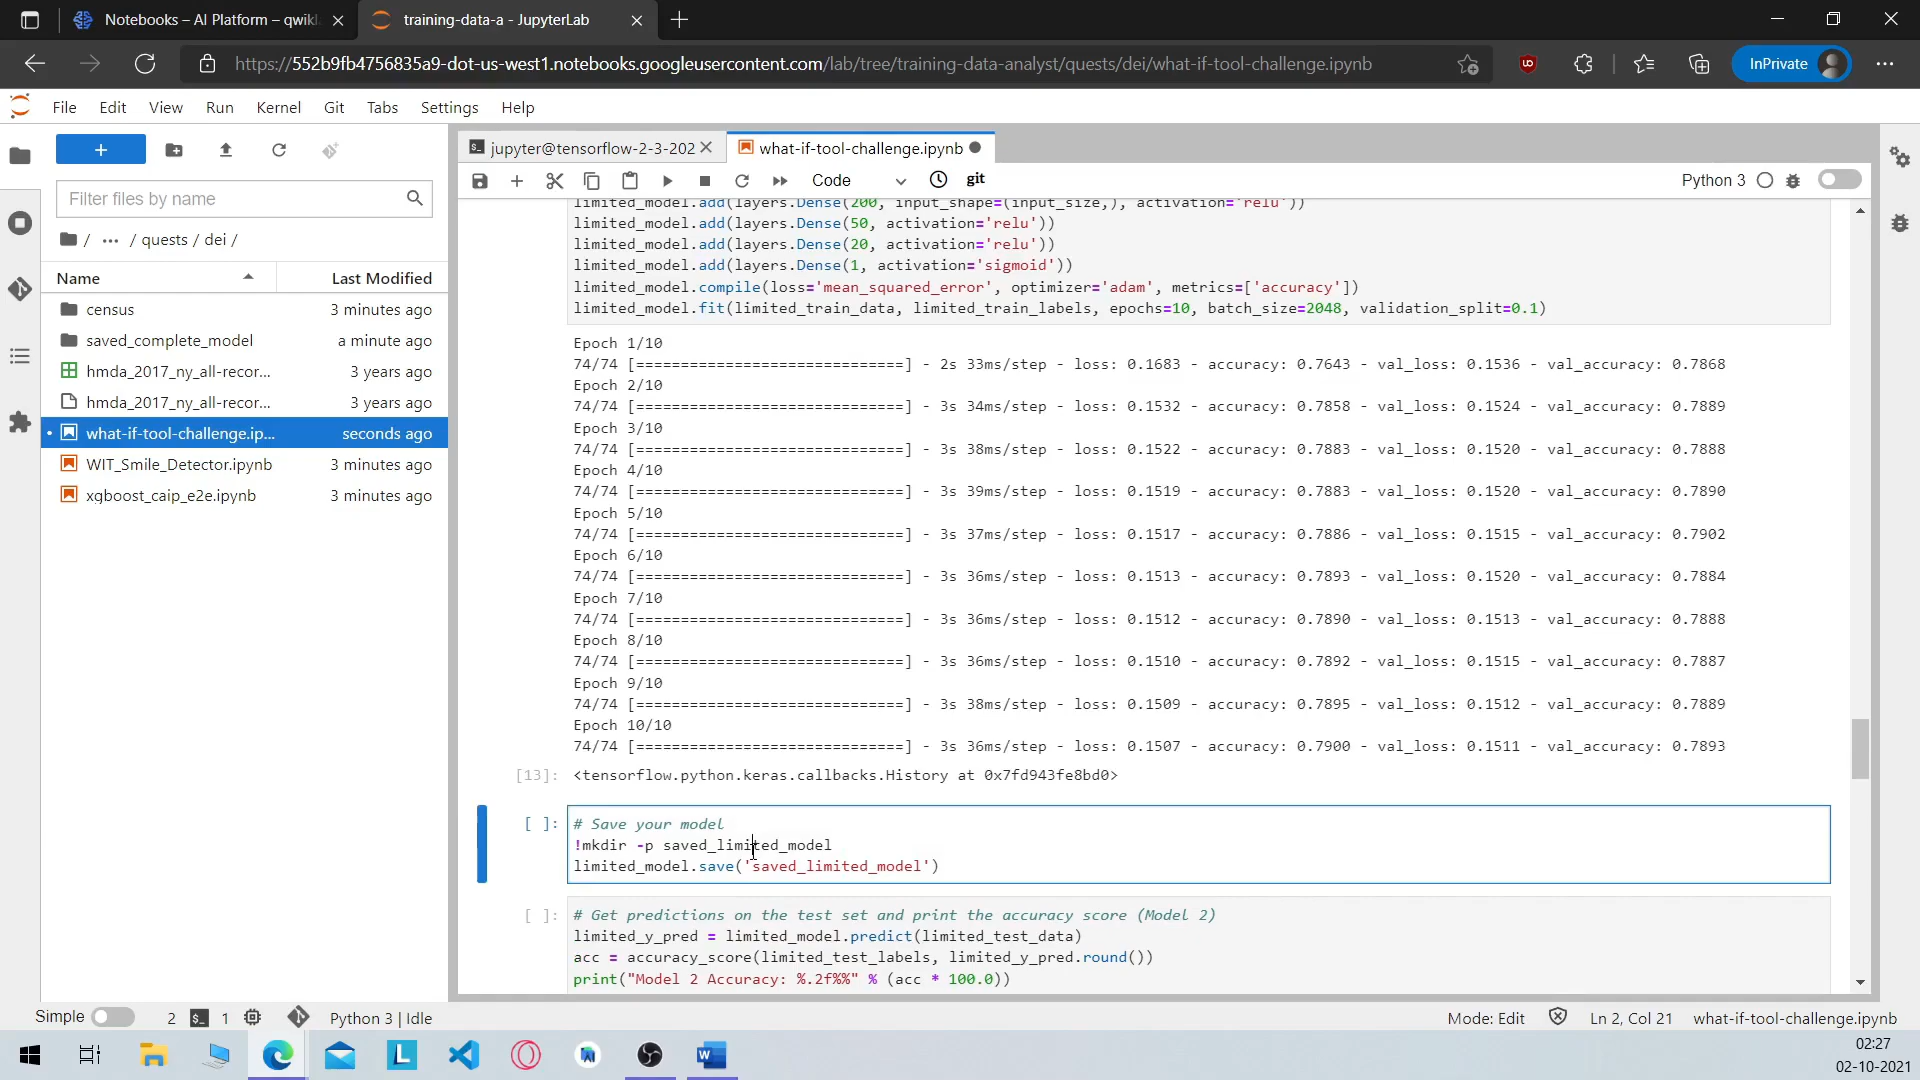 Notebooks – AI Platform – qwikl
training-data-a - JupyterLab
https://552b9fb4756835a9-dot-us-west1.notebooks.googleusercontent.com/lab/tree/training-data-analyst/quests/dei/what-if-tool-challenge.ipynb
InPrivate
File Edit View Run Kernel Git Tabs Settings Help
+
Filter files by name
/ ... / quests / dei /
Name Last Modified
census 3 minutes ago
saved_complete_model a minute ago
hmda_2017_ny_all-recor... 3 years ago
hmda_2017_ny_all-recor... 3 years ago
what-if-tool-challenge.ip... seconds ago
WIT_Smile_Detector.ipynb 3 minutes ago
xgboost_caip_e2e.ipynb 3 minutes ago
jupyter@tensorflow-2-3-202
what-if-tool-challenge.ipynb
Code
git
Python 3
limited_model.add(layers.Dense(200, input_shape=(input_size,), activation='relu'))
limited_model.add(layers.Dense(50, activation='relu'))
limited_model.add(layers.Dense(20, activation='relu'))
limited_model.add(layers.Dense(1, activation='sigmoid'))
limited_model.compile(loss='mean_squared_error', optimizer='adam', metrics=['accuracy'])
limited_model.fit(limited_train_data, limited_train_labels, epochs=10, batch_size=2048, validation_split=0.1)
Epoch 1/10
74/74 [==============================] - 2s 33ms/step - loss: 0.1683 - accuracy: 0.7643 - val_loss: 0.1536 - val_accuracy: 0.7868
Epoch 2/10
74/74 [==============================] - 3s 34ms/step - loss: 0.1532 - accuracy: 0.7858 - val_loss: 0.1524 - val_accuracy: 0.7889
Epoch 3/10
74/74 [==============================] - 3s 38ms/step - loss: 0.1522 - accuracy: 0.7883 - val_loss: 0.1520 - val_accuracy: 0.7888
Epoch 4/10
74/74 [==============================] - 3s 39ms/step - loss: 0.1519 - accuracy: 0.7883 - val_loss: 0.1520 - val_accuracy: 0.7890
Epoch 5/10
74/74 [==============================] - 3s 37ms/step - loss: 0.1517 - accuracy: 0.7886 - val_loss: 0.1515 - val_accuracy: 0.7902
Epoch 6/10
74/74 [==============================] - 3s 36ms/step - loss: 0.1513 - accuracy: 0.7893 - val_loss: 0.1520 - val_accuracy: 0.7884
Epoch 7/10
74/74 [==============================] - 3s 36ms/step - loss: 0.1512 - accuracy: 0.7890 - val_loss: 0.1513 - val_accuracy: 0.7888
Epoch 8/10
74/74 [==============================] - 3s 36ms/step - loss: 0.1510 - accuracy: 0.7892 - val_loss: 0.1515 - val_accuracy: 0.7887
Epoch 9/10
74/74 [==============================] - 3s 38ms/step - loss: 0.1509 - accuracy: 0.7895 - val_loss: 0.1512 - val_accuracy: 0.7889
Epoch 10/10
74/74 [==============================] - 3s 36ms/step - loss: 0.1507 - accuracy: 0.7900 - val_loss: 0.1511 - val_accuracy: 0.7893
[13]: <tensorflow.python.keras.callbacks.History at 0x7fd943fe8bd0>
[ ]: # Save your model
!mkdir -p saved_limited_model
limited_model.save('saved_limited_model')
[ ]: # Get predictions on the test set and print the accuracy score (Model 2)
limited_y_pred = limited_model.predict(limited_test_data)
acc = accuracy_score(limited_test_labels, limited_y_pred.round())
print("Model 2 Accuracy: %.2f%%" % (acc * 100.0))
Simple 2 1 Python 3 | Idle Mode: Edit Ln 2, Col 21 what-if-tool-challenge.ipynb
02:27
02-10-2021